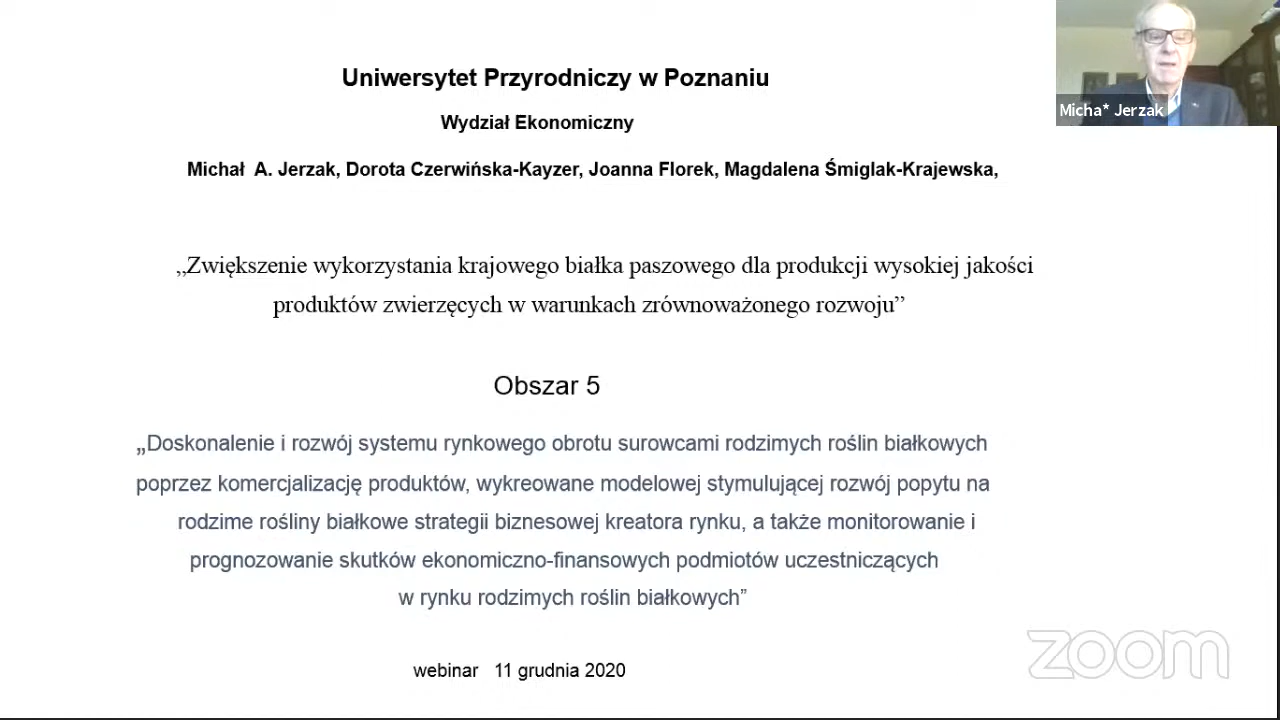 Uniwersytet Przyrodniczy w Poznaniu
Micha* Jerzak
Wydział Ekonomiczny
Michał A. Jerzak, Dorota Czerwińska-Kayzer, Joanna Florek, Magdalena Śmiglak-Krajewska,
„Zwiększenie wykorzystania krajowego białka paszowego dla produkcji wysokiej jakości
produktów zwierzęcych w warunkach zrównoważonego rozwoju”
Obszar 5
„Doskonalenie i rozwój systemu rynkowego obrotu surowcami rodzimych roślin białkowych
poprzez komercjalizację produktów, wykreowane modelowej stymulującej rozwój popytu na
rodzime rośliny białkowe strategii biznesowej kreatora rynku, a także monitorowanie i
prognozowanie skutków ekonomiczno-finansowych podmiotów uczestniczących
w rynku rodzimych roślin białkowych”
webinar 11 grudnia 2020
zoom